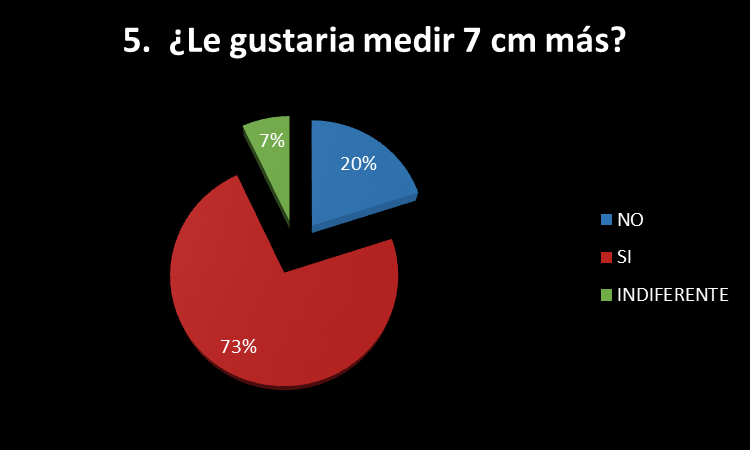 5. ¿Le gustaria medir 7 cm más?
7%
20%
73%
NO
SI
INDIFERENTE